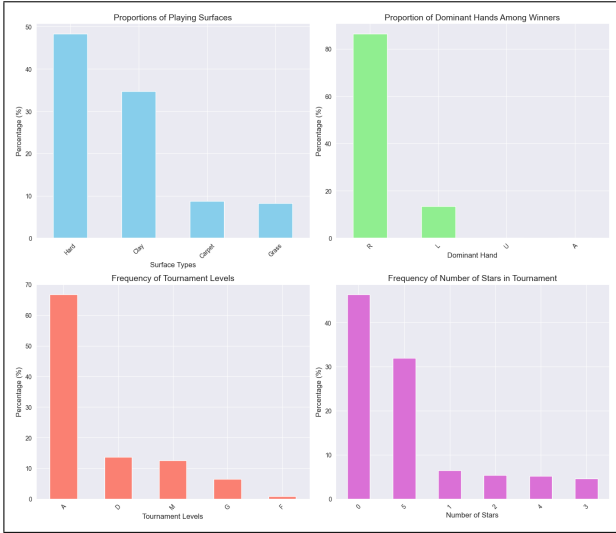 Proportions of Playing Surfaces
Percentage (%)
50
40
30
20
10
0
Hard
Clay
Carpet
Grass
Surface Types
Proportion of Dominant Hands Among Winners
Percentage (%)
80
60
40
20
0
R
L
U
A
Dominant Hand
Frequency of Tournament Levels
Percentage (%)
70
60
50
40
30
20
10
0
A
D
M
G
F
Tournament Levels
Frequency of Number of Stars in Tournament
Percentage (%)
40
30
20
10
0
0
5
1
2
4
3
Number of Stars